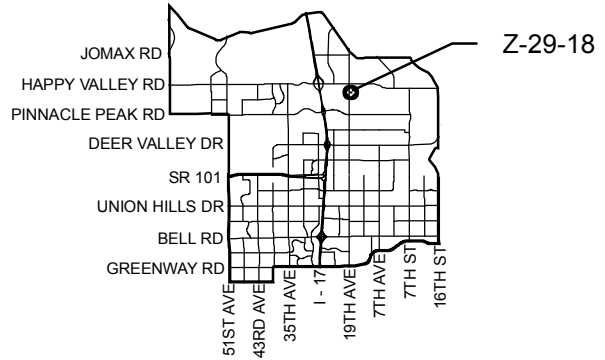 Z-29-18
JOMAX RD
HAPPY VALLEY RD
PINNACLE PEAK RD
DEER VALLEY DR
SR 101
UNION HILLS DR
BELL RD
GREENWAY RD
51ST AVE
43RD AVE
35TH AVE
I - 17
19TH AVE
7TH AVE
7TH ST
16TH ST